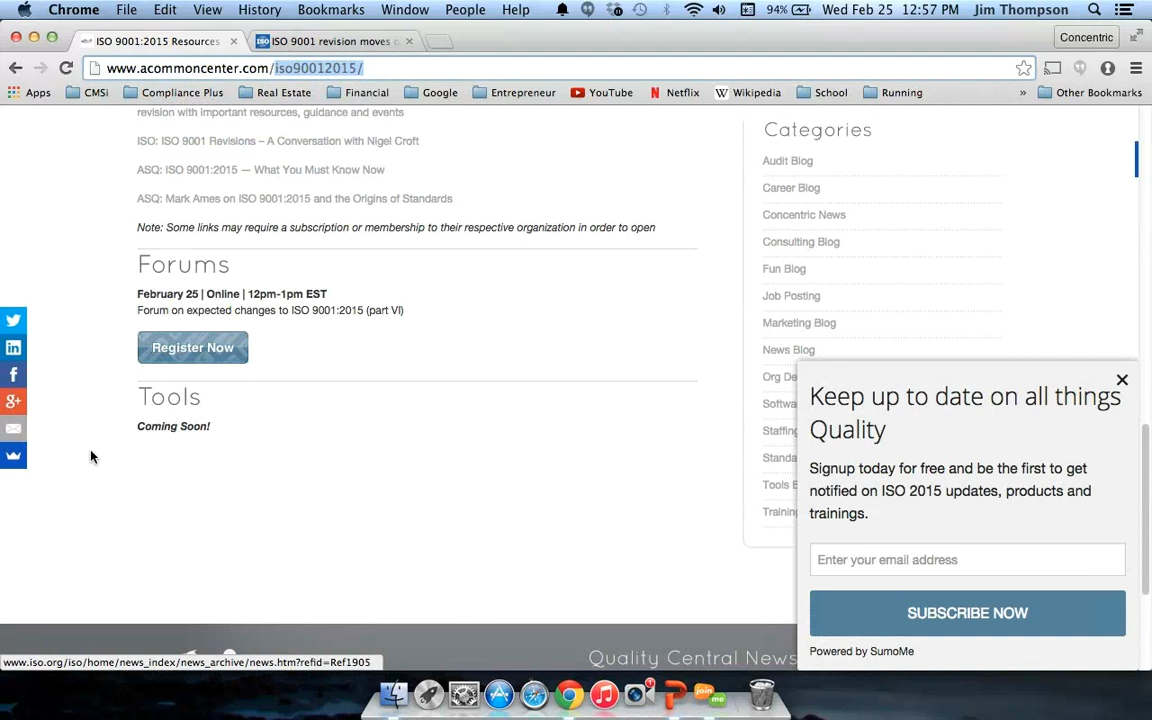 Chrome File Edit View History Bookmarks Window People Help 94% Wed Feb 25 12:57 PM Jim Thompson
ISO 9001:2015 Resources
ISO 9001 revision moves o
Concentric
www.acommoncenter.com/iso90012015/
Apps CMSi Compliance Plus Real Estate Financial Google Entrepreneur YouTube Netflix Wikipedia School Running » Other Bookmarks
revision with important resources, guidance and events
ISO: ISO 9001 Revisions – A Conversation with Nigel Croft
ASQ: ISO 9001:2015 — What You Must Know Now
ASQ: Mark Ames on ISO 9001:2015 and the Origins of Standards
Note: Some links may require a subscription or membership to their respective organization in order to open
Forums
February 25 | Online | 12pm-1pm EST
Forum on expected changes to ISO 9001:2015 (part VI)
Register Now
Tools
Coming Soon!
Categories
Audit Blog
Career Blog
Concentric News
Consulting Blog
Fun Blog
Job Posting
Marketing Blog
News Blog
Org De
Softwa
Staffing
Standa
Tools B
Training
Keep up to date on all things
Quality
Signup today for free and be the first to get
notified on ISO 2015 updates, products and
trainings.
Enter your email address
SUBSCRIBE NOW
Powered by SumoMe
Quality Central News
www.iso.org/iso/home/news_index/news_archive/news.htm?refid=Ref1905
join
me